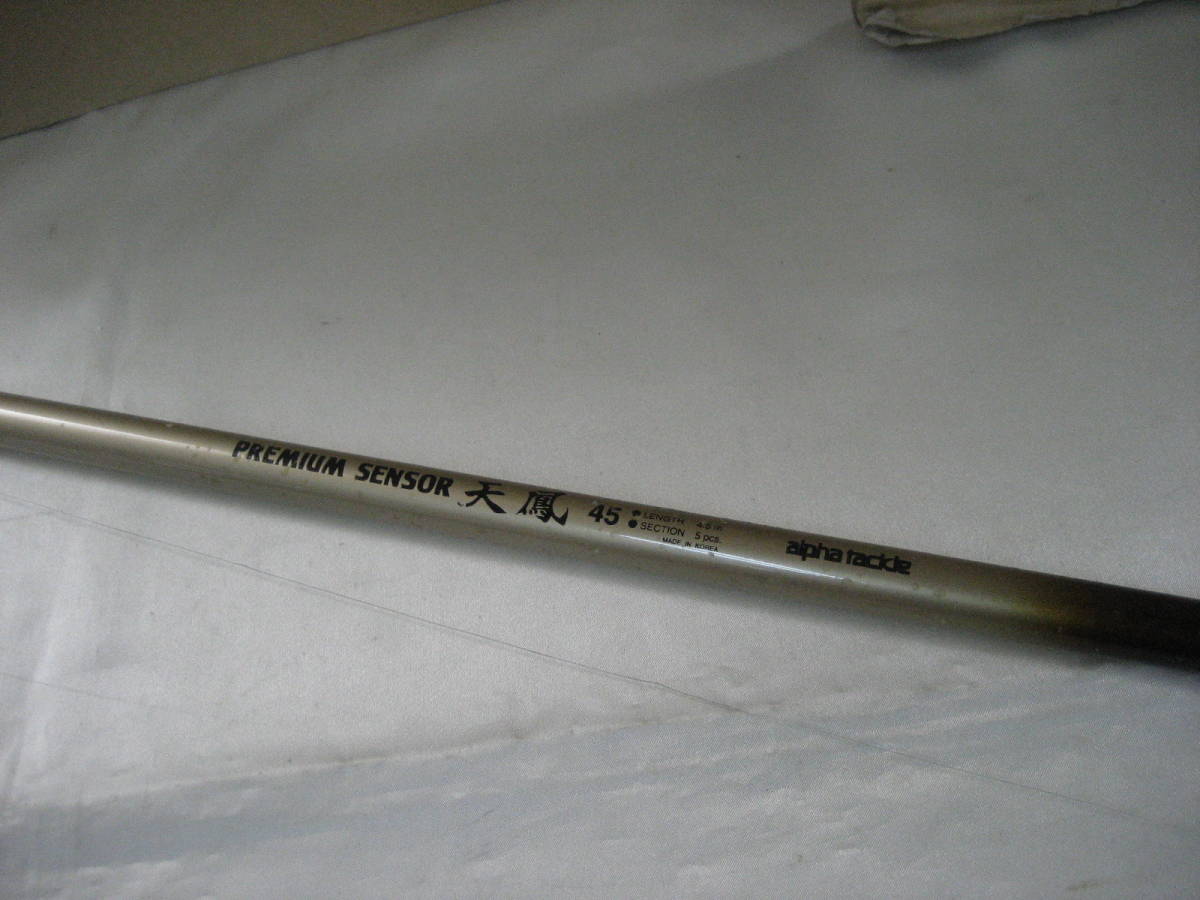 PREMIUM SENSOR 天鳳 45
● LENGTH 4.5 m
● SECTION 5 pcs.
MADE IN KOREA
alpha tackle